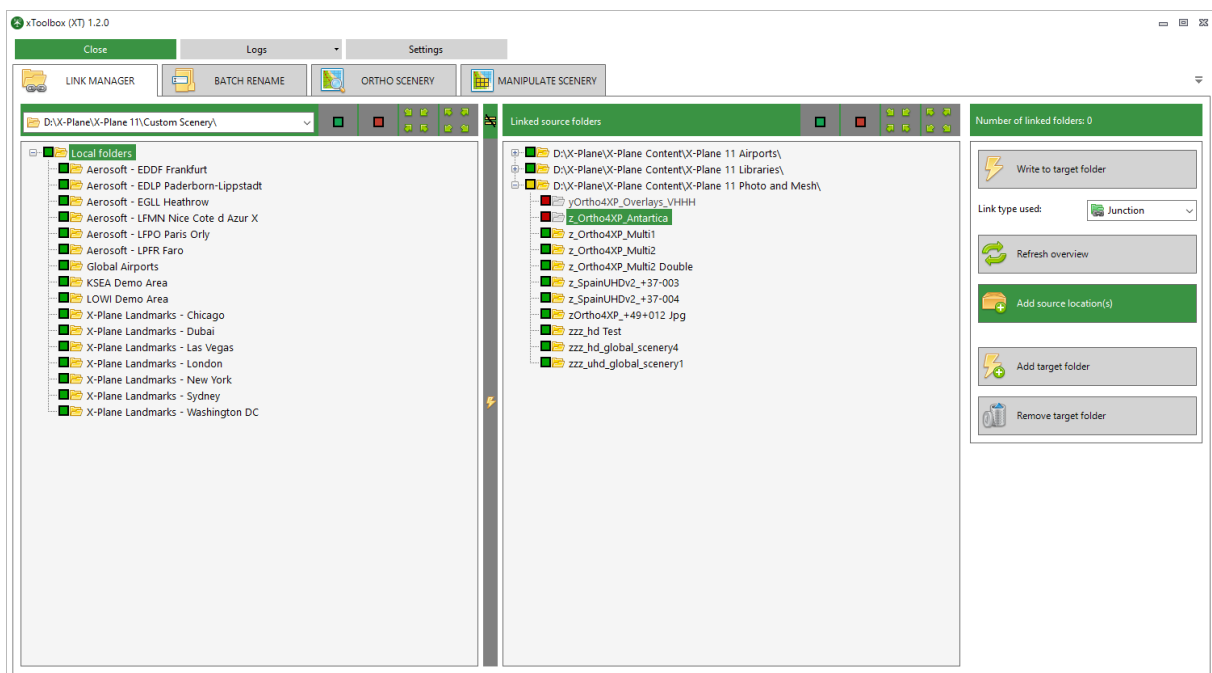 xToolbox (XT) 1.2.0
Close
Logs
Settings
LINK MANAGER
BATCH RENAME
ORTHO SCENERY
MANIPULATE SCENERY
D:\X-Plane\X-Plane 11\Custom Scenery\
Local folders
Aerosoft - EDDF Frankfurt
Aerosoft - EDLP Paderborn-Lippstadt
Aerosoft - EGLL Heathrow
Aerosoft - LFMN Nice Cote d Azur X
Aerosoft - LFPO Paris Orly
Aerosoft - LPFR Faro
Global Airports
KSEA Demo Area
LOWI Demo Area
X-Plane Landmarks - Chicago
X-Plane Landmarks - Dubai
X-Plane Landmarks - Las Vegas
X-Plane Landmarks - London
X-Plane Landmarks - New York
X-Plane Landmarks - Sydney
X-Plane Landmarks - Washington DC
Linked source folders
D:\X-Plane\X-Plane Content\X-Plane 11 Airports\
D:\X-Plane\X-Plane Content\X-Plane 11 Libraries\
D:\X-Plane\X-Plane Content\X-Plane 11 Photo and Mesh\
yOrtho4XP_Overlays_VHHH
z_Ortho4XP_Antartica
z_Ortho4XP_Multi1
z_Ortho4XP_Multi2
z_Ortho4XP_Multi2 Double
z_SpainUHDv2_+37-003
z_SpainUHDv2_+37-004
zOrtho4XP_+49+012 Jpg
zzz_hd Test
zzz_hd_global_scenery4
zzz_uhd_global_scenery1
Number of linked folders: 0
Write to target folder
Link type used:
Junction
Refresh overview
Add source location(s)
Add target folder
Remove target folder